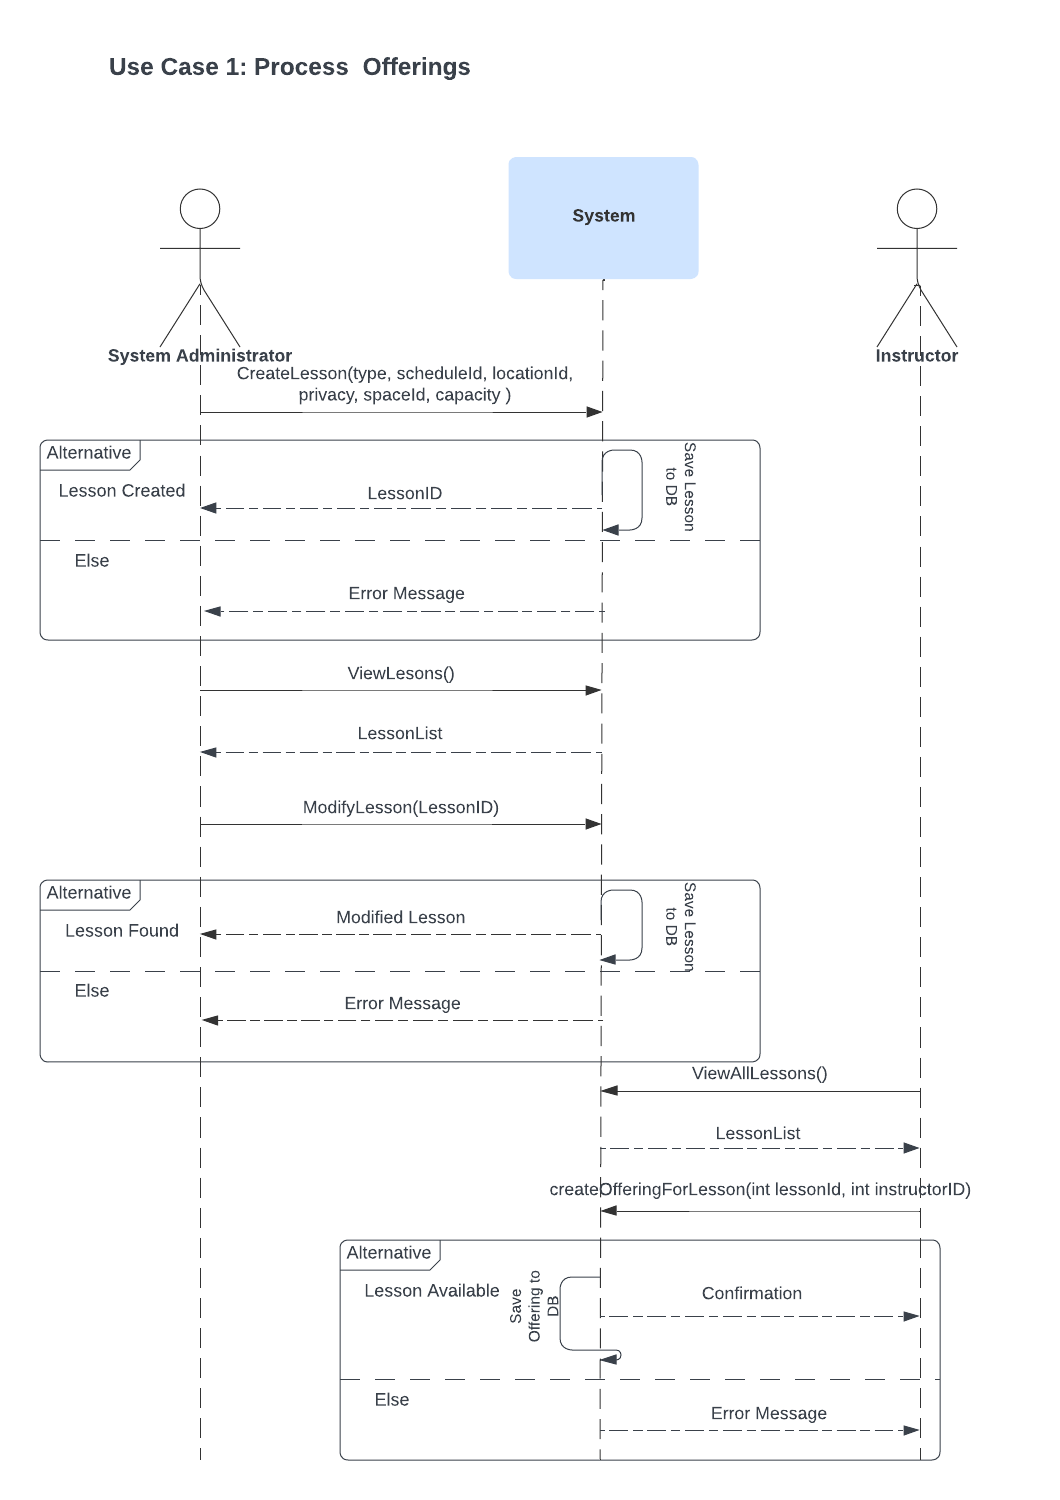 Use Case 1: Process  Offerings
System
System Administrator
Instructor
CreateLesson(type, scheduleId, locationId,
privacy, spaceId, capacity )
Alternative
Lesson Created
LessonID
Save Lesson
to DB
Else
Error Message
ViewLesons()
LessonList
ModifyLesson(LessonID)
Alternative
Lesson Found
Modified Lesson
Save Lesson
to DB
Else
Error Message
ViewAllLessons()
LessonList
createOfferingForLesson(int lessonId, int instructorID)
Alternative
Lesson Available
Save
Offering to
DB
Confirmation
Else
Error Message